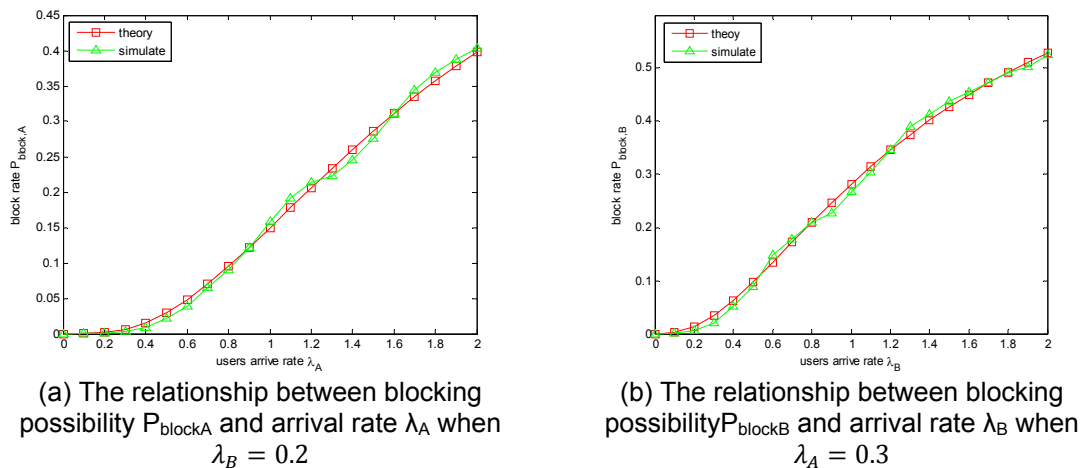 theory
simulate
block rate P_block,A
0.4
0.35
0.3
0.25
0.2
0.15
0.1
0.05
0
0 0.2 0.4 0.6 0.8 1 1.2 1.4 1.6 1.8 2
users arrive rate λ_A
(a) The relationship between blocking
possibility P_blockA and arrival rate λ_A when
λ_B = 0.2
theoy
simulate
block rate P_block,B
0.5
0.4
0.3
0.2
0.1
0
0 0.2 0.4 0.6 0.8 1 1.2 1.4 1.6 1.8 2
users arrive rate λ_B
(b) The relationship between blocking
possibilityP_blockB and arrival rate λ_B when
λ_A = 0.3